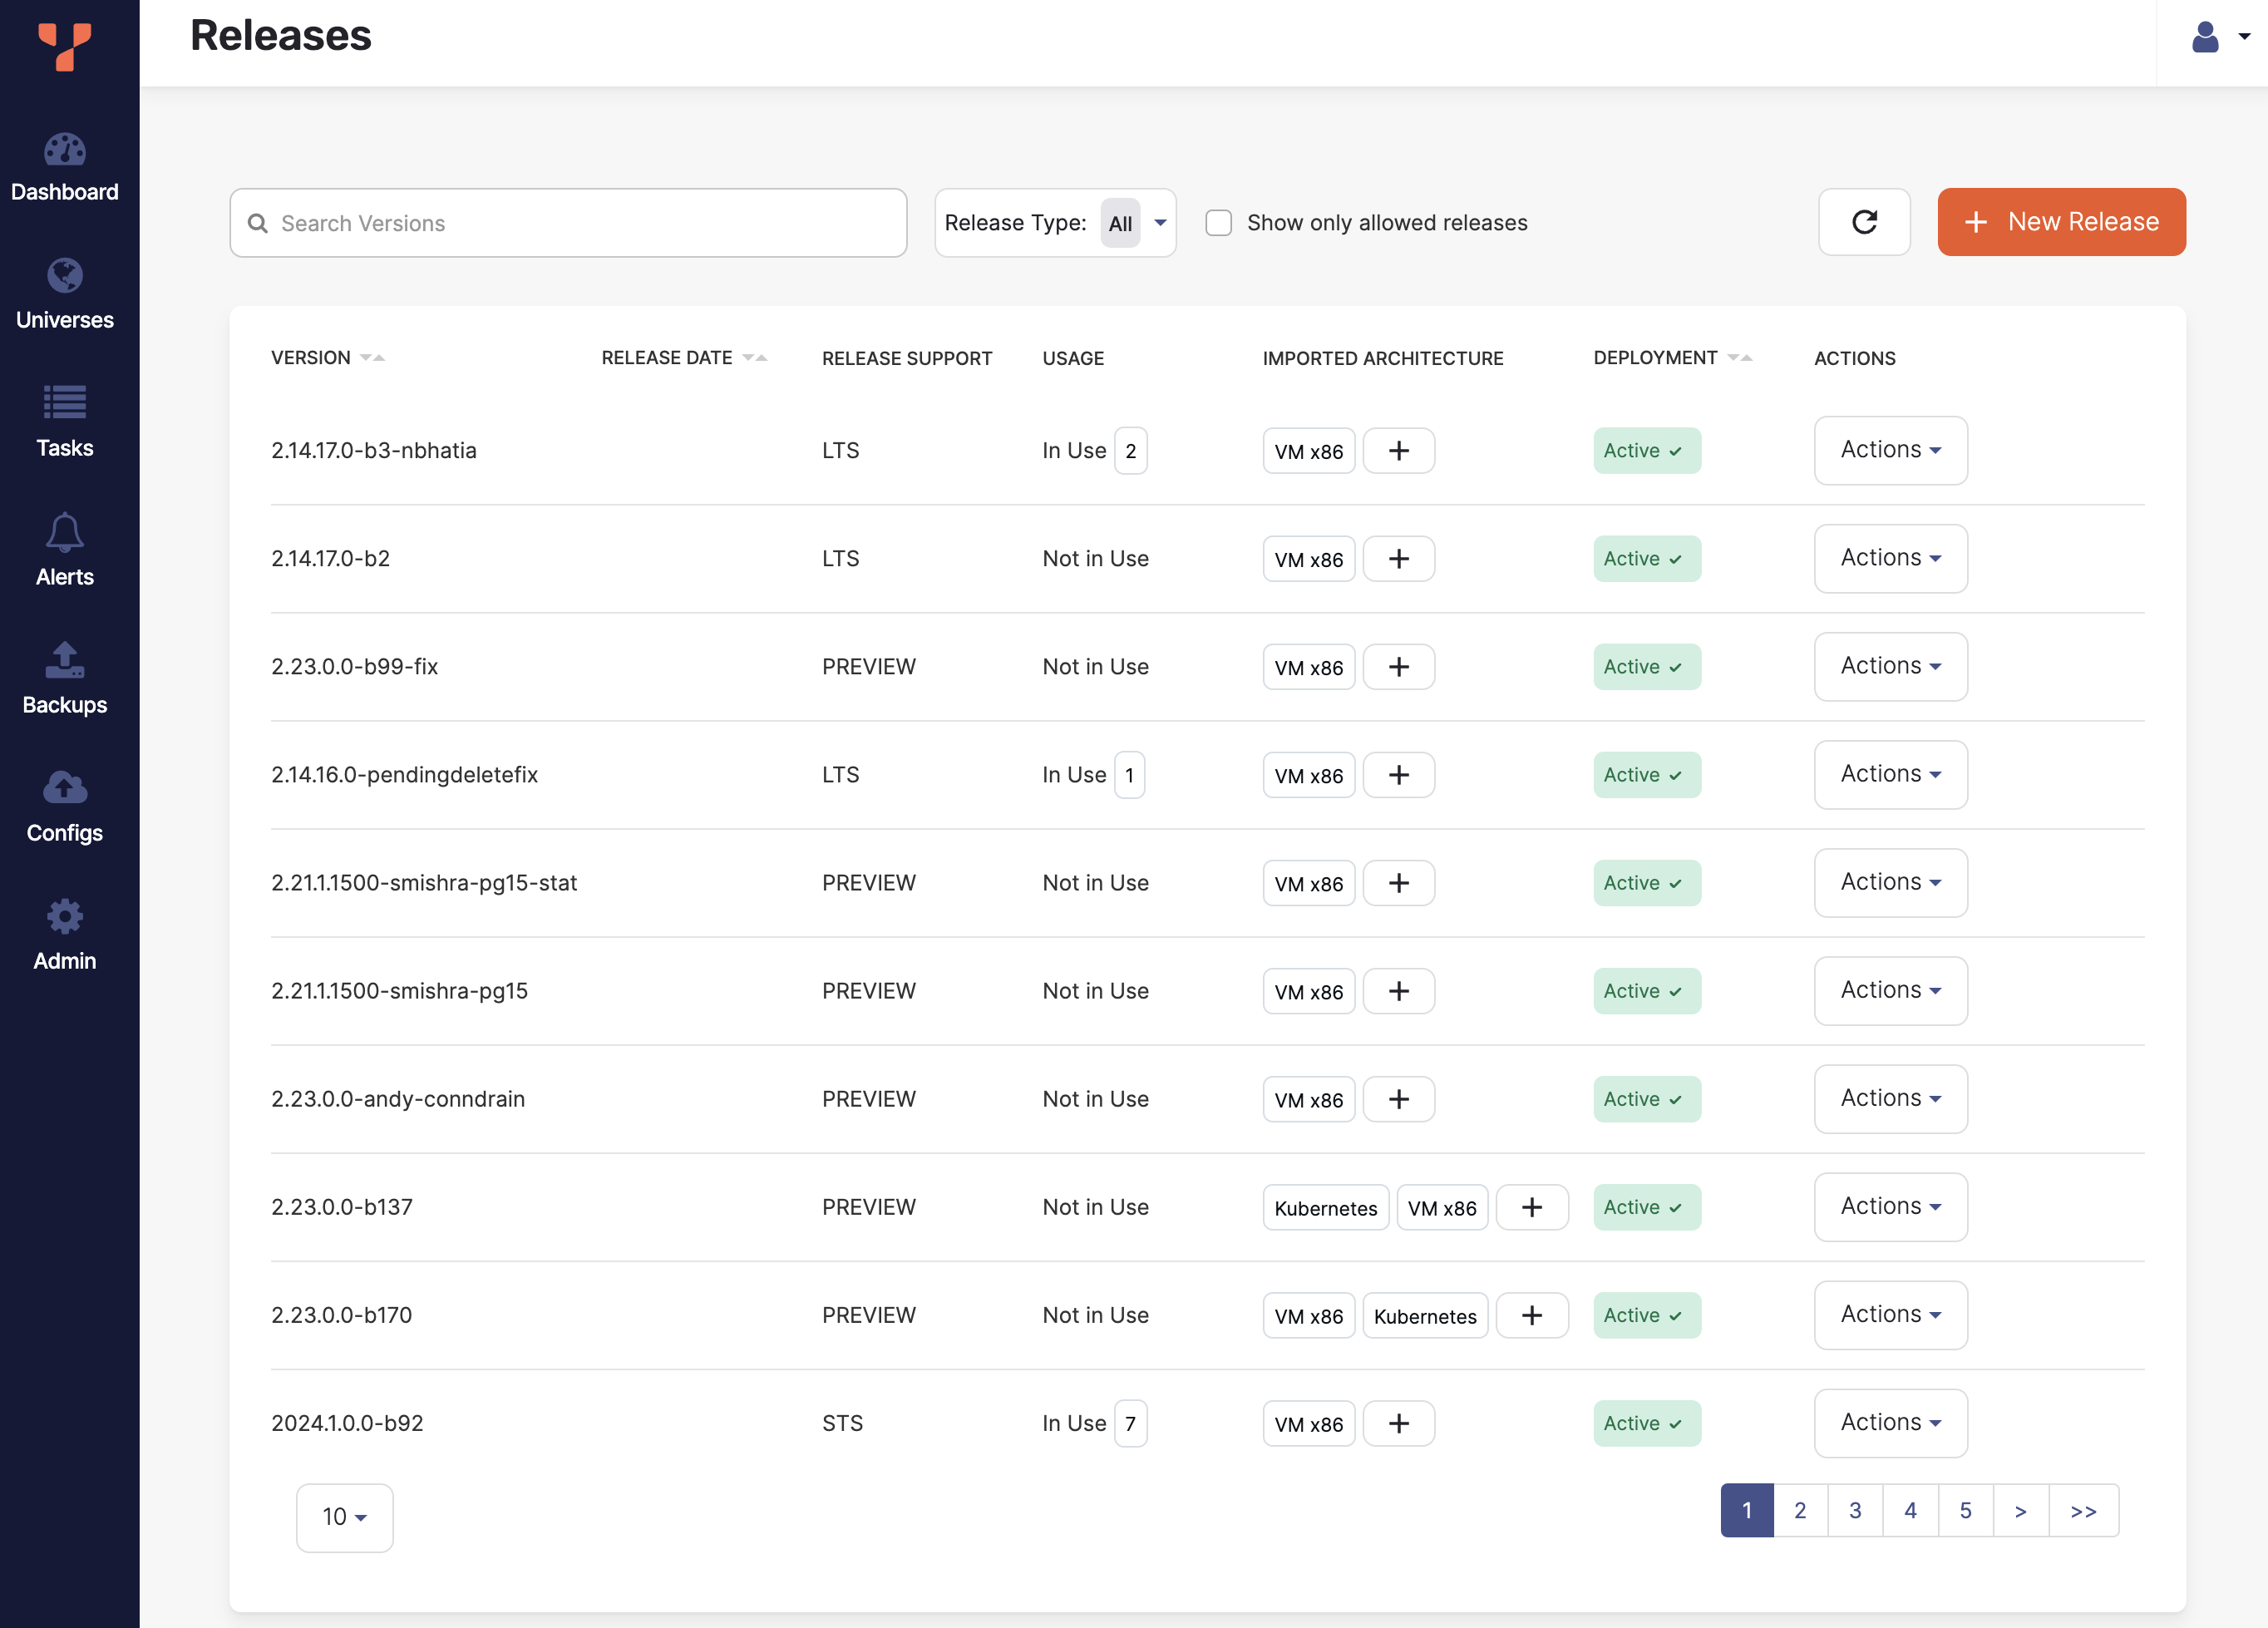 Releases
Dashboard
Universes
Tasks
Alerts
Backups
Configs
Admin
Search Versions
Release Type: All
Show only allowed releases
+ New Release
VERSION RELEASE DATE RELEASE SUPPORT USAGE IMPORTED ARCHITECTURE DEPLOYMENT ACTIONS
2.14.17.0-b3-nbhatia LTS In Use 2 VM x86 + Active Actions
2.14.17.0-b2 LTS Not in Use VM x86 + Active Actions
2.23.0.0-b99-fix PREVIEW Not in Use VM x86 + Active Actions
2.14.16.0-pendingdeletefix LTS In Use 1 VM x86 + Active Actions
2.21.1.1500-smishra-pg15-stat PREVIEW Not in Use VM x86 + Active Actions
2.21.1.1500-smishra-pg15 PREVIEW Not in Use VM x86 + Active Actions
2.23.0.0-andy-conndrain PREVIEW Not in Use VM x86 + Active Actions
2.23.0.0-b137 PREVIEW Not in Use Kubernetes VM x86 + Active Actions
2.23.0.0-b170 PREVIEW Not in Use VM x86 Kubernetes + Active Actions
2024.1.0.0-b92 STS In Use 7 VM x86 + Active Actions
10 1 2 3 4 5 > >>